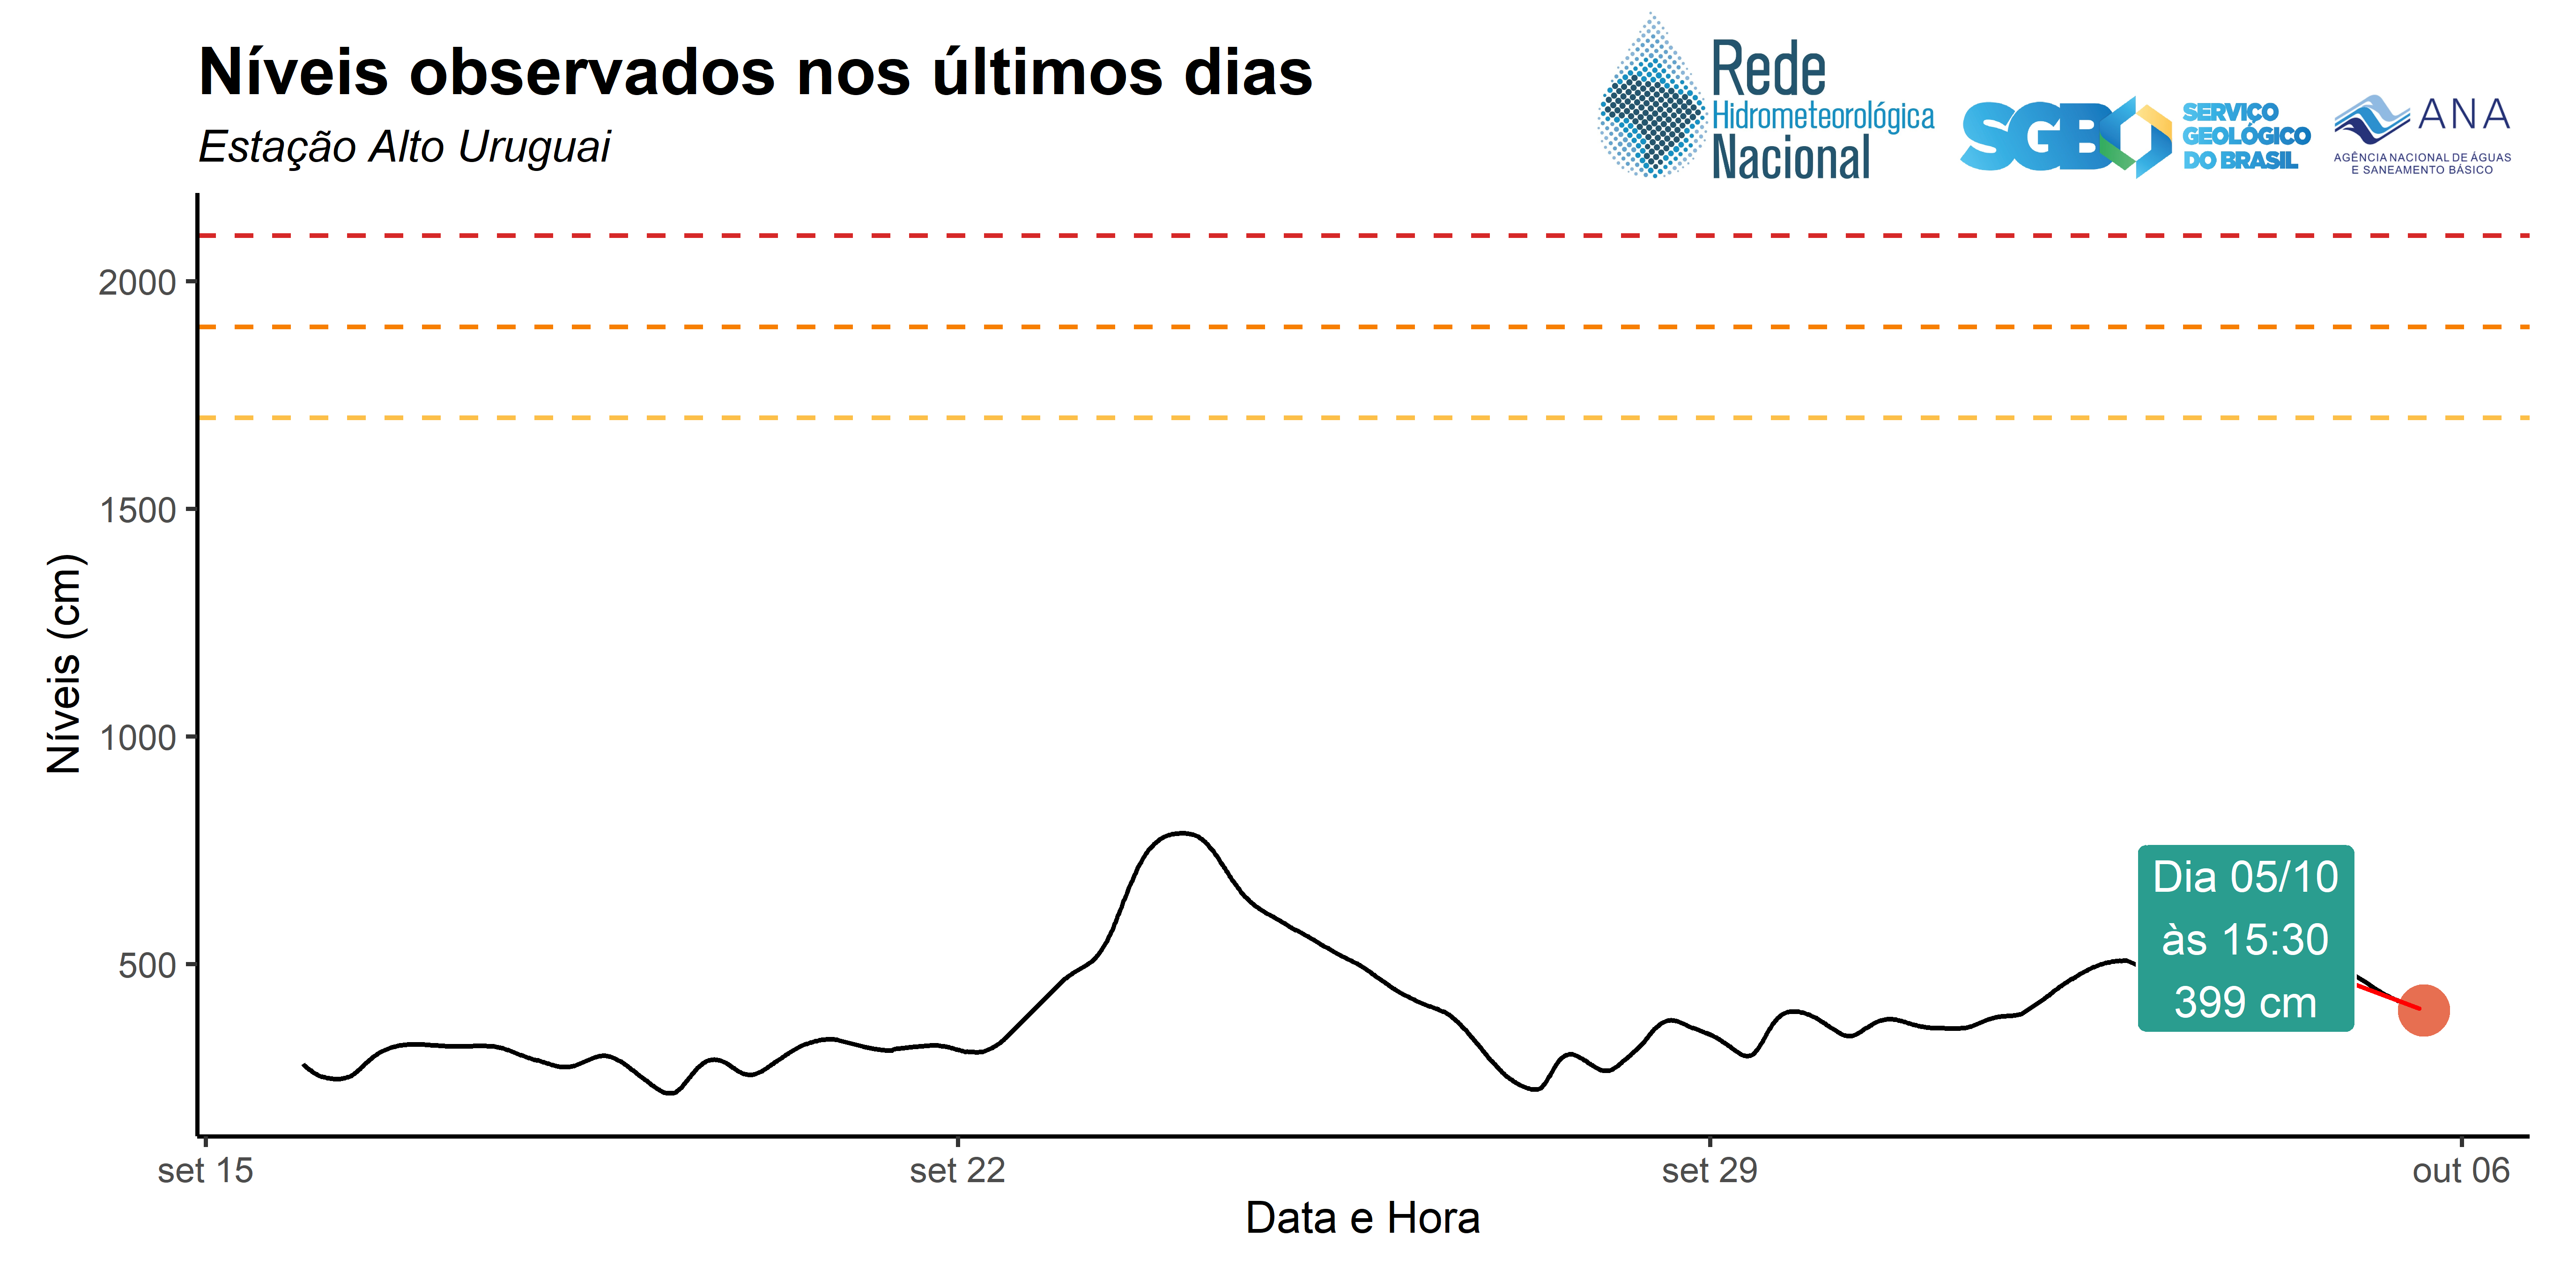 Níveis observados nos últimos dias
Estação Alto Uruguai
Rede
Hidrometeorológica
Nacional
SGB
SERVIÇO
GEOLÓGICO
DO BRASIL
ANA
AGÊNCIA NACIONAL DE ÁGUAS
E SANEAMENTO BÁSICO
Níveis (cm)
2000
1500
1000
500
Dia 05/10
às 15:30
399 cm
set 15
set 22
set 29
out 06
Data e Hora